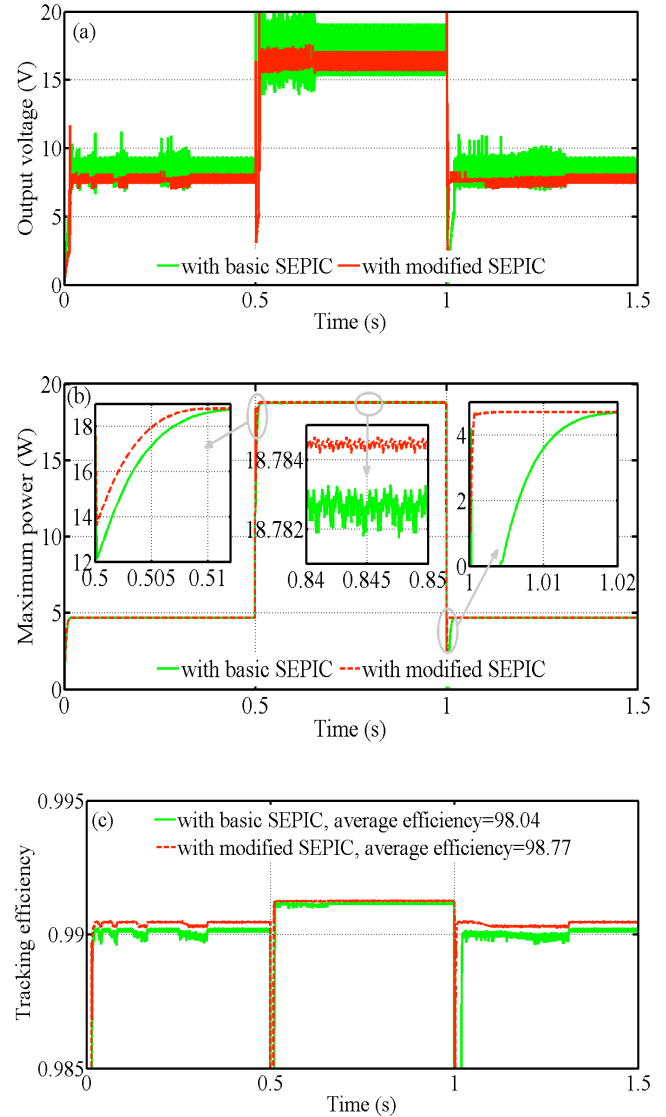 (a)
Output voltage (V)
20
15
10
5
0
with basic SEPIC
with modified SEPIC
0
0.5
1
1.5
Time (s)
(b)
Maximum power (W)
20
15
10
5
0
18
16
14
12
0.5
0.505
0.51
18.784
18.782
0.84
0.845
0.85
4
2
0
1
1.01
1.02
with basic SEPIC
with modified SEPIC
0
0.5
1
1.5
Time (s)
(c)
Tracking efficiency
0.995
0.99
0.985
with basic SEPIC, average efficiency=98.04
with modified SEPIC, average efficiency=98.77
0
0.5
1
1.5
Time (s)